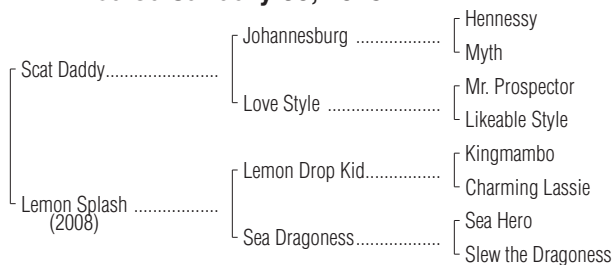 Hennessy
Johannesburg ...................
Myth
Scat Daddy.........................
Mr. Prospector
Love Style .........................
Likeable Style
Kingmambo
Lemon Drop Kid.................
Charming Lassie
Lemon Splash ...................
(2008)
Sea Hero
Sea Dragoness...................
Slew the Dragoness